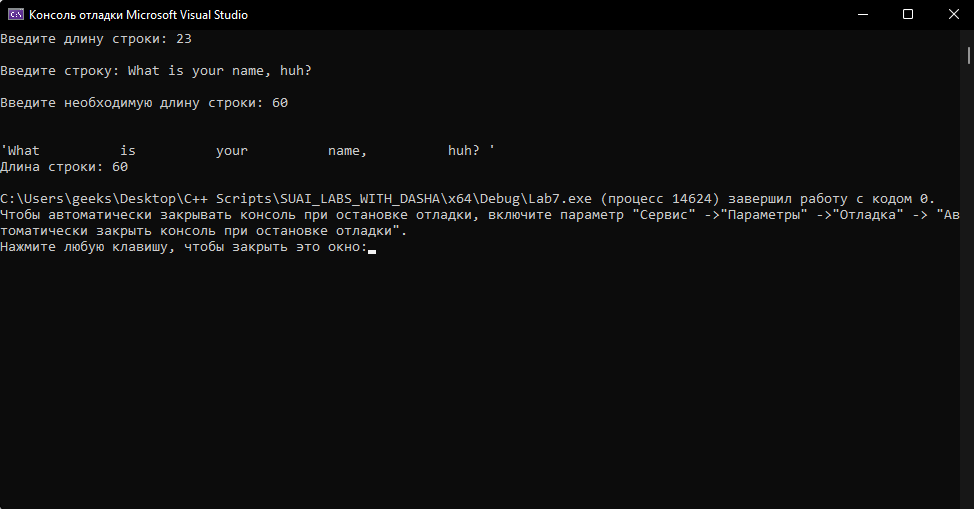 Консоль отладки Microsoft Visual Studio
Введите длину строки: 23
Введите строку: What is your name, huh?
Введите необходимую длину строки: 60
'What          is          your          name,          huh? '
Длина строки: 60
C:\Users\geeks\Desktop\C++ Scripts\SUAI_LABS_WITH_DASHA\x64\Debug\Lab7.exe (процесс 14624) завершил работу с кодом 0.
Чтобы автоматически закрывать консоль при остановке отладки, включите параметр "Сервис" ->"Параметры" ->"Отладка" -> "Ав
томатически закрыть консоль при остановке отладки".
Нажмите любую клавишу, чтобы закрыть это окно: